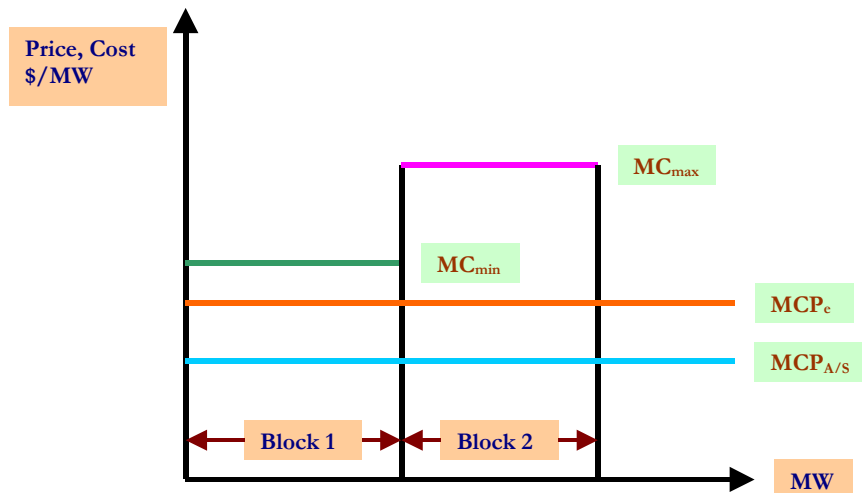 Price, Cost
$/MW
MCmax
MCmin
MCPe
MCPA/S
Block 1
Block 2
MW